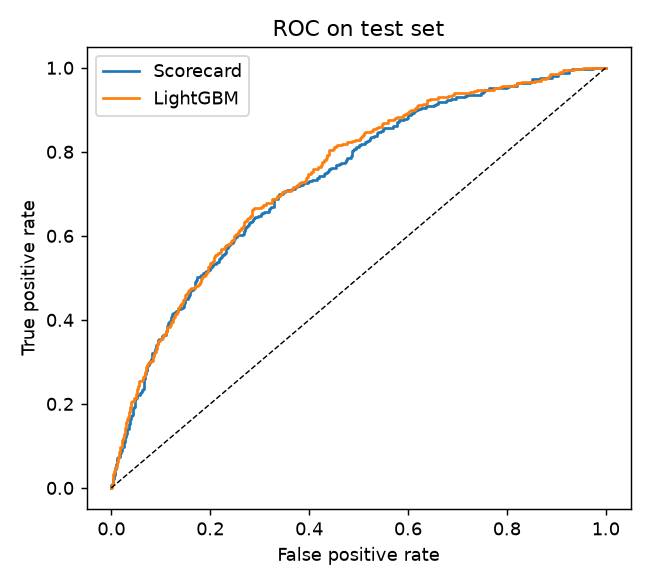 ROC on test set
Scorecard
LightGBM
1.0
0.8
0.6
0.4
0.2
0.0
True positive rate
0.0 0.2 0.4 0.6 0.8 1.0
False positive rate